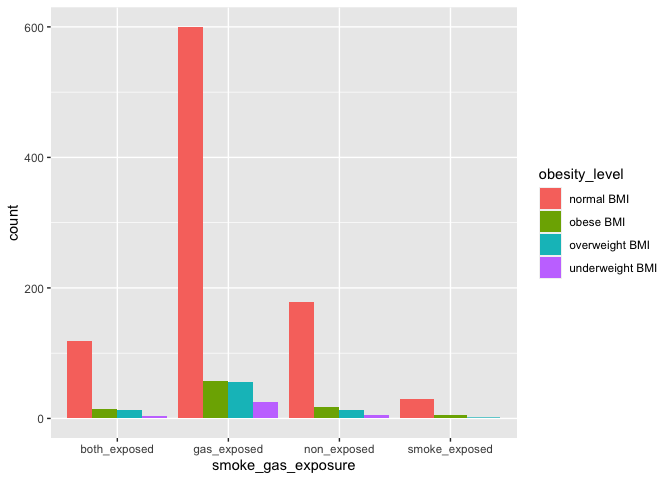 600
400
200
0
count
both_exposed
gas_exposed
non_exposed
smoke_exposed
smoke_gas_exposure
obesity_level
normal BMI
obese BMI
overweight BMI
underweight BMI